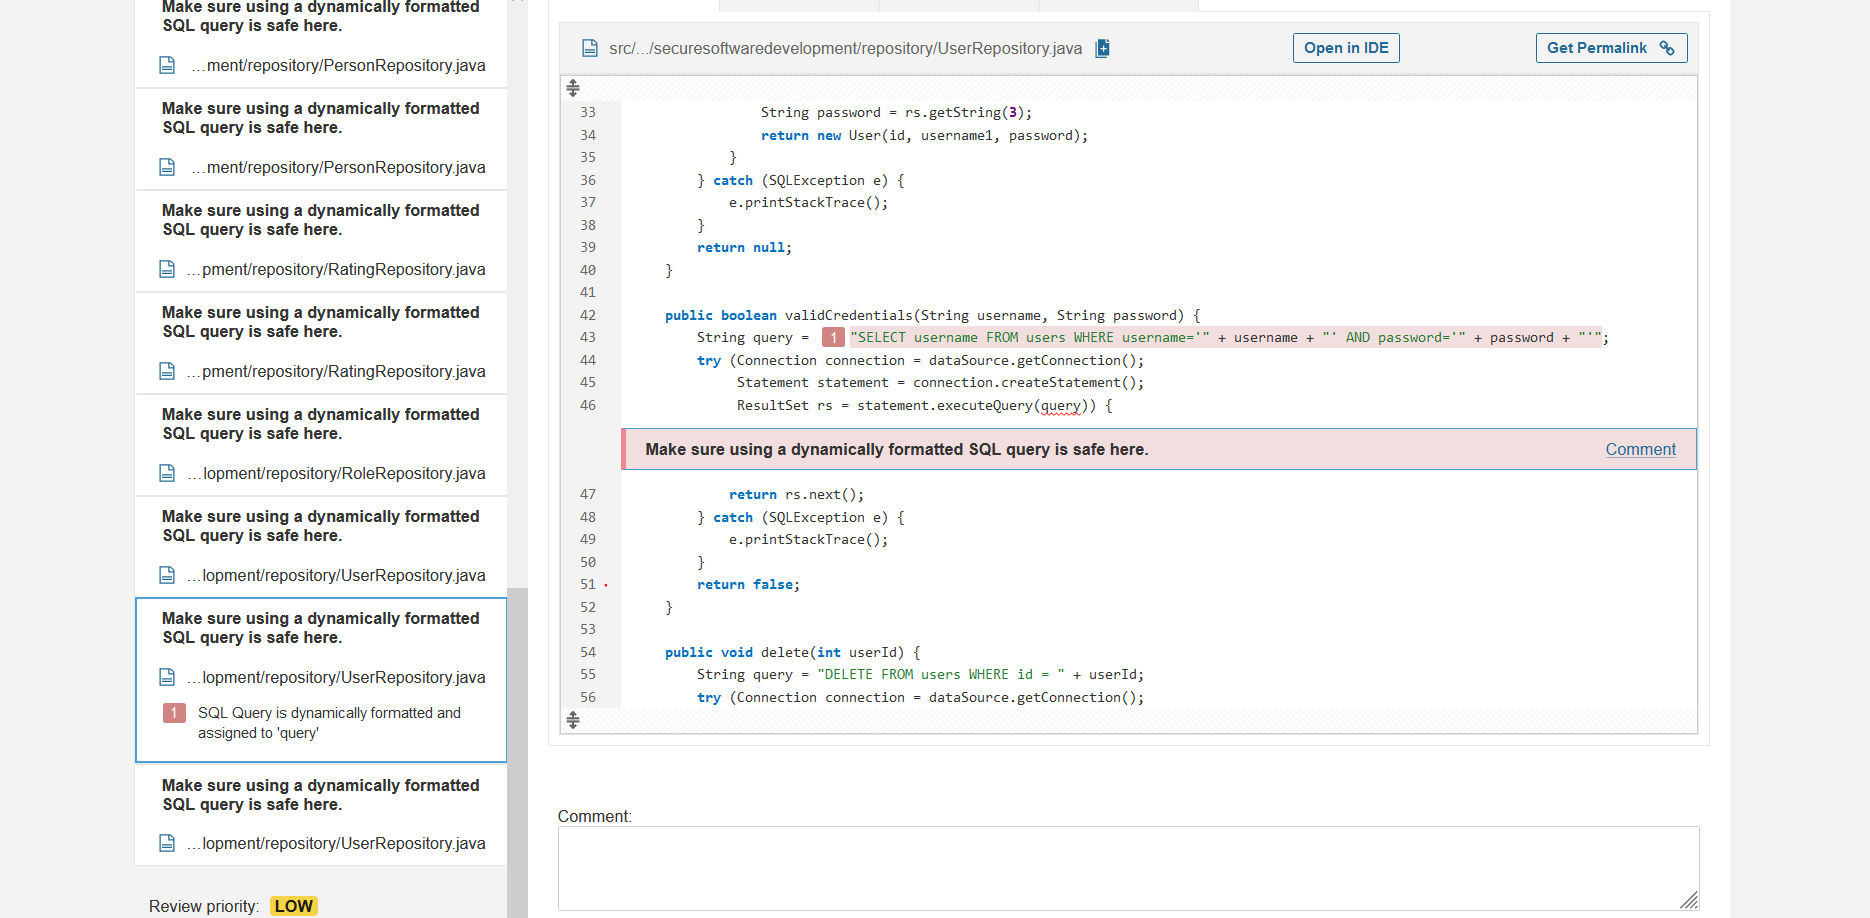 Make sure using a dynamically formatted
SQL query is safe here.
...ment/repository/PersonRepository.java
Make sure using a dynamically formatted
SQL query is safe here.
...ment/repository/PersonRepository.java
Make sure using a dynamically formatted
SQL query is safe here.
...pment/repository/RatingRepository.java
Make sure using a dynamically formatted
SQL query is safe here.
...pment/repository/RatingRepository.java
Make sure using a dynamically formatted
SQL query is safe here.
...lopment/repository/RoleRepository.java
Make sure using a dynamically formatted
SQL query is safe here.
...lopment/repository/UserRepository.java
Make sure using a dynamically formatted
SQL query is safe here.
...lopment/repository/UserRepository.java
1 SQL Query is dynamically formatted and
assigned to 'query'
Make sure using a dynamically formatted
SQL query is safe here.
...lopment/repository/UserRepository.java
Review priority: LOW
src/.../securesoftwaredevelopment/repository/UserRepository.java Open in IDE Get Permalink
33 String password = rs.getString(3);
34 return new User(id, username1, password);
35 }
36 } catch (SQLException e) {
37 e.printStackTrace();
38 }
39 return null;
40 }
41
42 public boolean validCredentials(String username, String password) {
43 String query = 1 "SELECT username FROM users WHERE username='" + username + "' AND password='" + password + "'";
44 try (Connection connection = dataSource.getConnection();
45 Statement statement = connection.createStatement();
46 ResultSet rs = statement.executeQuery(query)) {
Make sure using a dynamically formatted SQL query is safe here. Comment
47 return rs.next();
48 } catch (SQLException e) {
49 e.printStackTrace();
50 }
51 return false;
52 }
53
54 public void delete(int userId) {
55 String query = "DELETE FROM users WHERE id = " + userId;
56 try (Connection connection = dataSource.getConnection();
Comment: